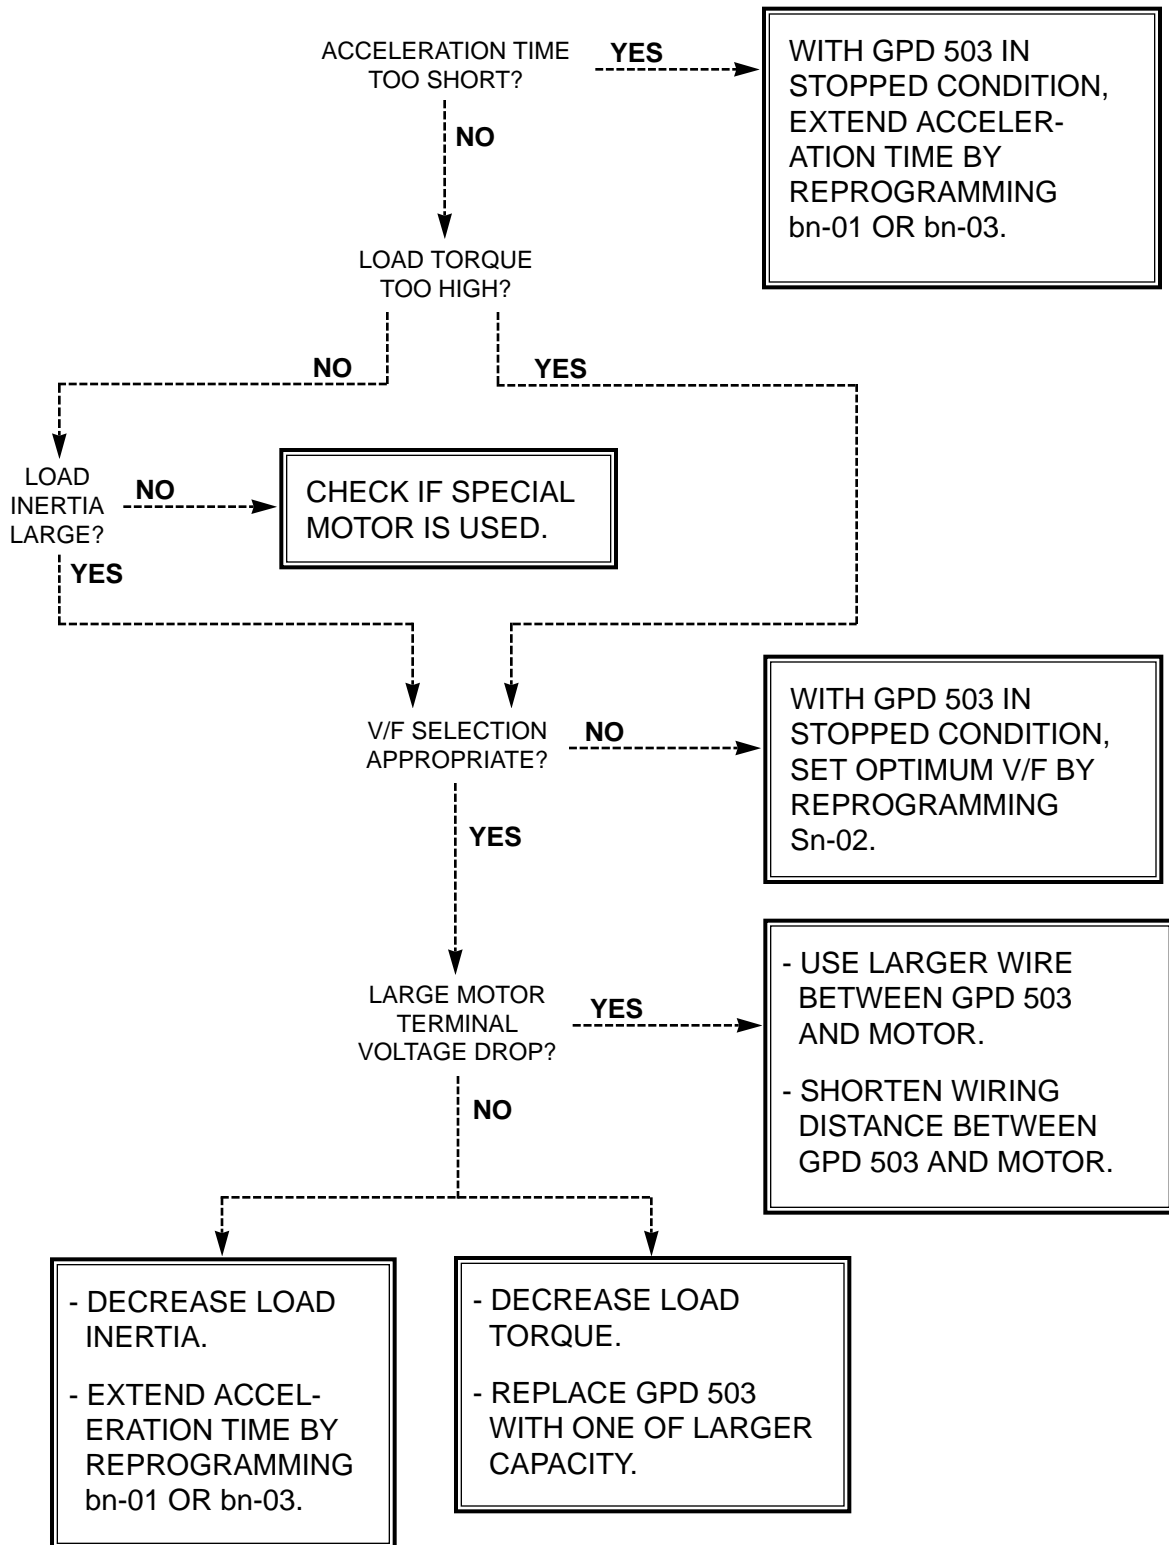 ACCELERATION TIME
TOO SHORT?
YES
WITH GPD 503 IN
STOPPED CONDITION,
EXTEND ACCELER-
ATION TIME BY
REPROGRAMMING
bn-01 OR bn-03.
NO
LOAD TORQUE
TOO HIGH?
NO
YES
LOAD
INERTIA
LARGE?
NO
CHECK IF SPECIAL
MOTOR IS USED.
YES
V/F SELECTION
APPROPRIATE?
NO
WITH GPD 503 IN
STOPPED CONDITION,
SET OPTIMUM V/F BY
REPROGRAMMING
Sn-02.
YES
LARGE MOTOR
TERMINAL
VOLTAGE DROP?
YES
- USE LARGER WIRE
BETWEEN GPD 503
AND MOTOR.
- SHORTEN WIRING
DISTANCE BETWEEN
GPD 503 AND MOTOR.
NO
- DECREASE LOAD
INERTIA.
- EXTEND ACCEL-
ERATION TIME BY
REPROGRAMMING
bn-01 OR bn-03.
- DECREASE LOAD
TORQUE.
- REPLACE GPD 503
WITH ONE OF LARGER
CAPACITY.